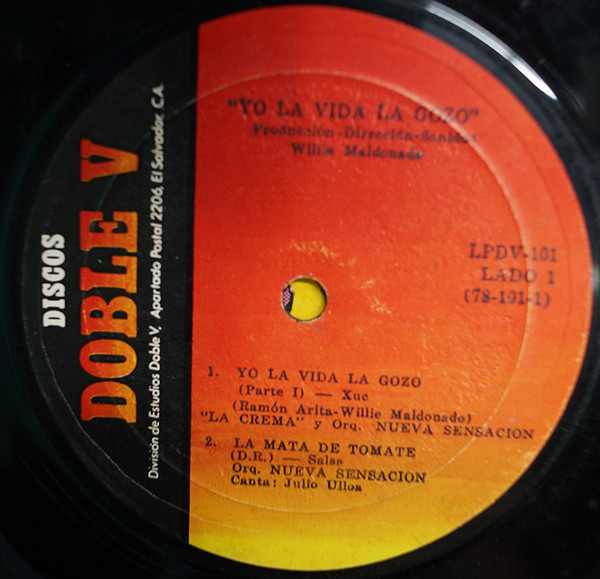 DISCOS
DOBLE V
División de Estudios Doble V, Apartado Postal 2206, El Salvador, C.A.
"YO LA VIDA LA GOZO"
Producción-Dirección-Sonido:
Willie Maldonado
LPDV-101
LADO 1
(78-191-1)
1. YO LA VIDA LA GOZO
(Parte I) — Xuc
(Ramón Arita-Willie Maldonado)
"LA CREMA" y Orq. NUEVA SENSACION
2. LA MATA DE TOMATE
(D.R.) — Salsa
Orq. NUEVA SENSACION
Canta: Julio Ulloa